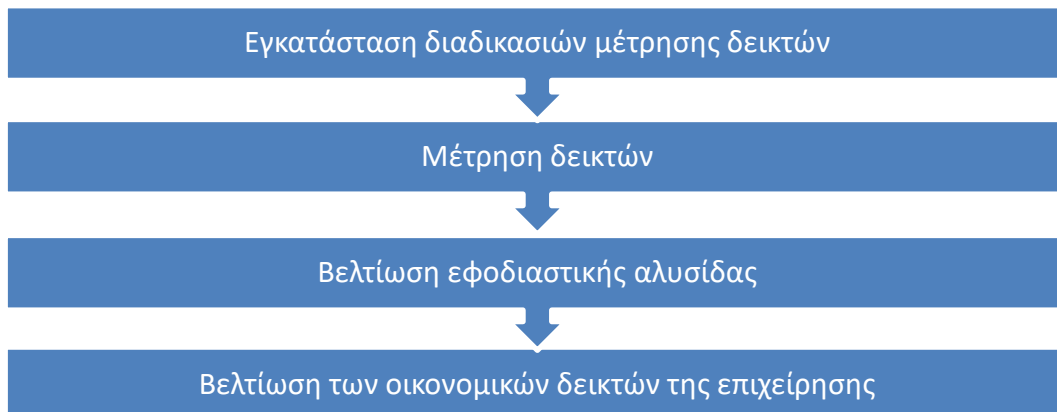 Εγκατάσταση διαδικασιών μέτρησης δεικτών
Μέτρηση δεικτών
Βελτίωση εφοδιαστικής αλυσίδας
Βελτίωση των οικονομικών δεικτών της επιχείρησης